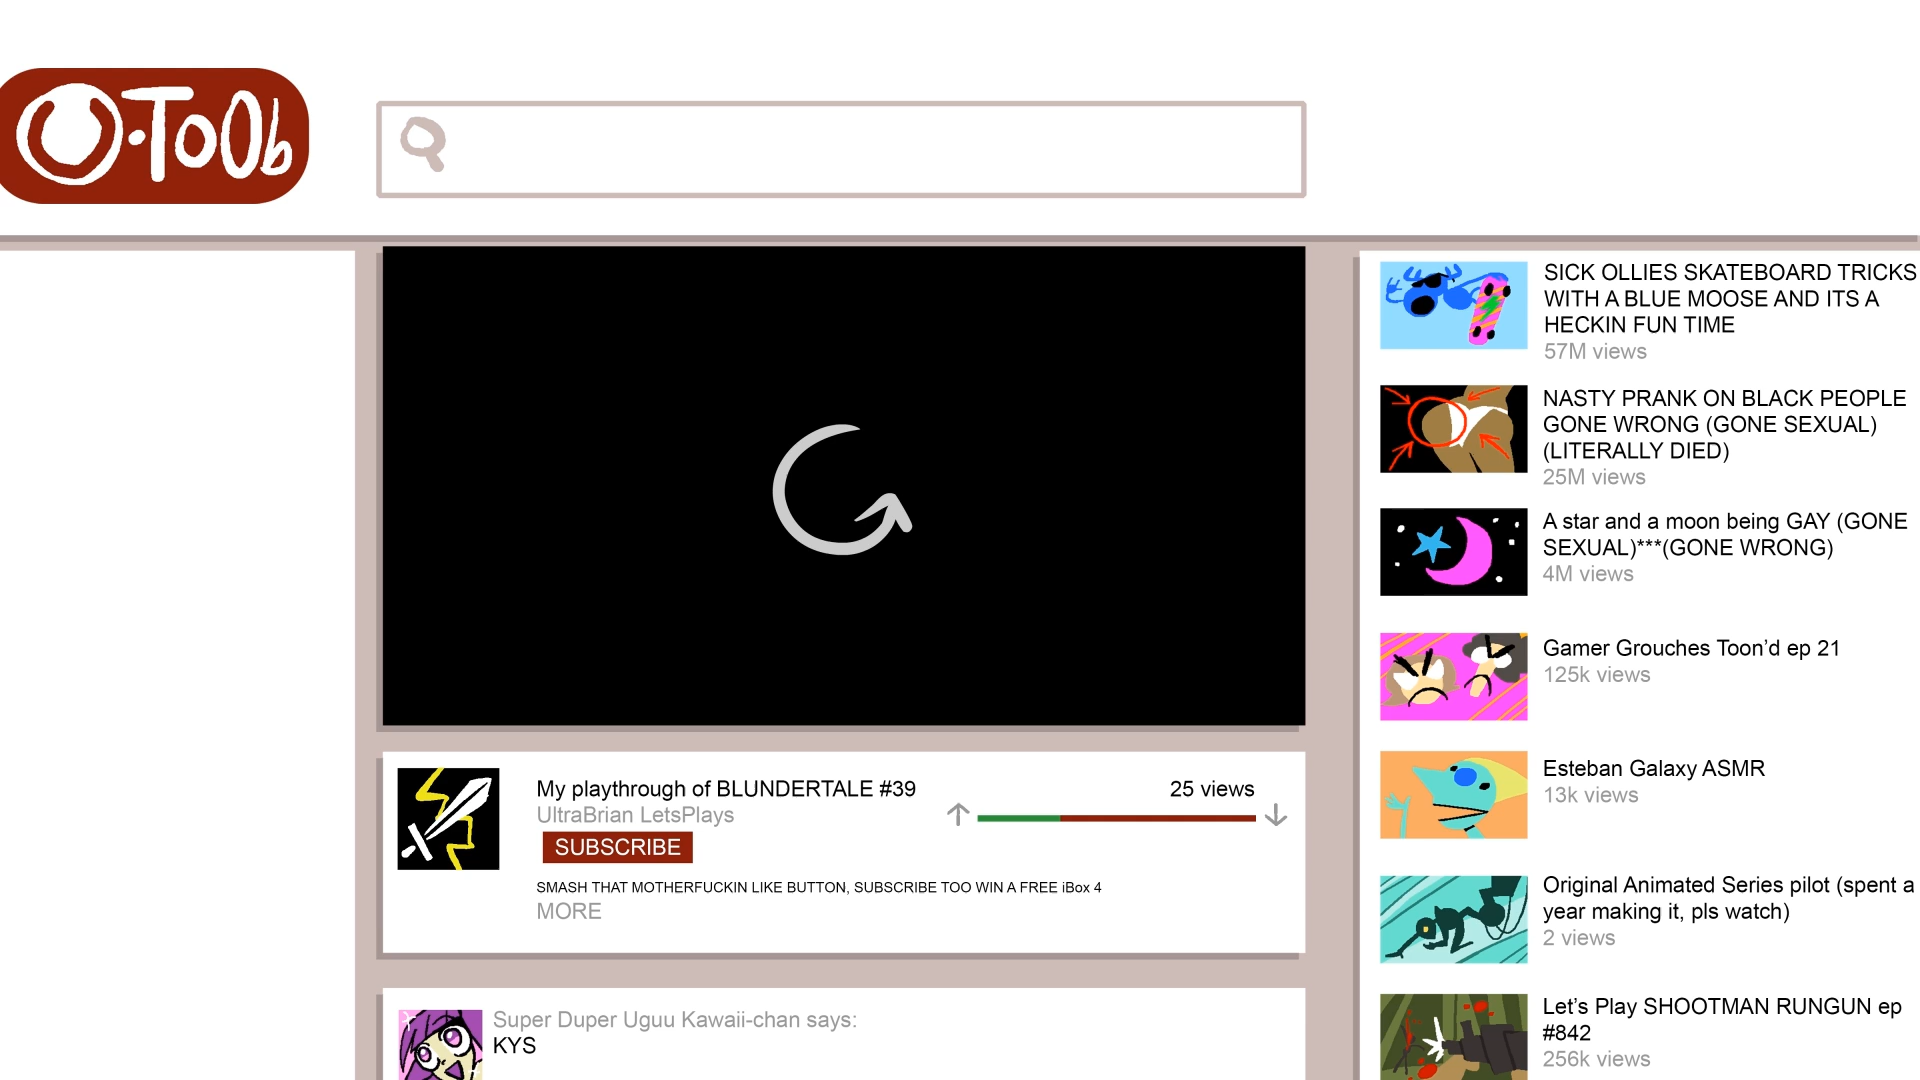 U·ToOb
My playthrough of BLUNDERTALE #39
25 views
UltraBrian LetsPlays
SUBSCRIBE
SMASH THAT MOTHERFUCKIN LIKE BUTTON, SUBSCRIBE TOO WIN A FREE iBox 4
MORE
Super Duper Uguu Kawaii-chan says:
KYS
SICK OLLIES SKATEBOARD TRICKS
WITH A BLUE MOOSE AND ITS A
HECKIN FUN TIME
57M views
NASTY PRANK ON BLACK PEOPLE
GONE WRONG (GONE SEXUAL)
(LITERALLY DIED)
25M views
A star and a moon being GAY (GONE
SEXUAL)***(GONE WRONG)
4M views
Gamer Grouches Toon’d ep 21
125k views
Esteban Galaxy ASMR
13k views
Original Animated Series pilot (spent a
year making it, pls watch)
2 views
Let’s Play SHOOTMAN RUNGUN ep
#842
256k views